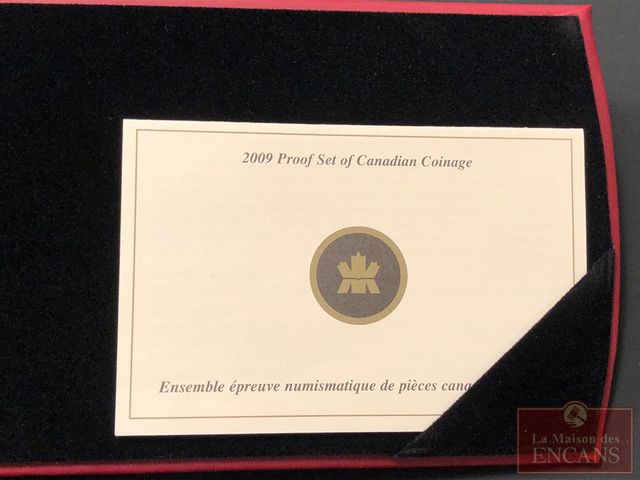 2009 Proof Set of Canadian Coinage
Ensemble épreuve numismatique de pièces
La Maison des
ENCANS